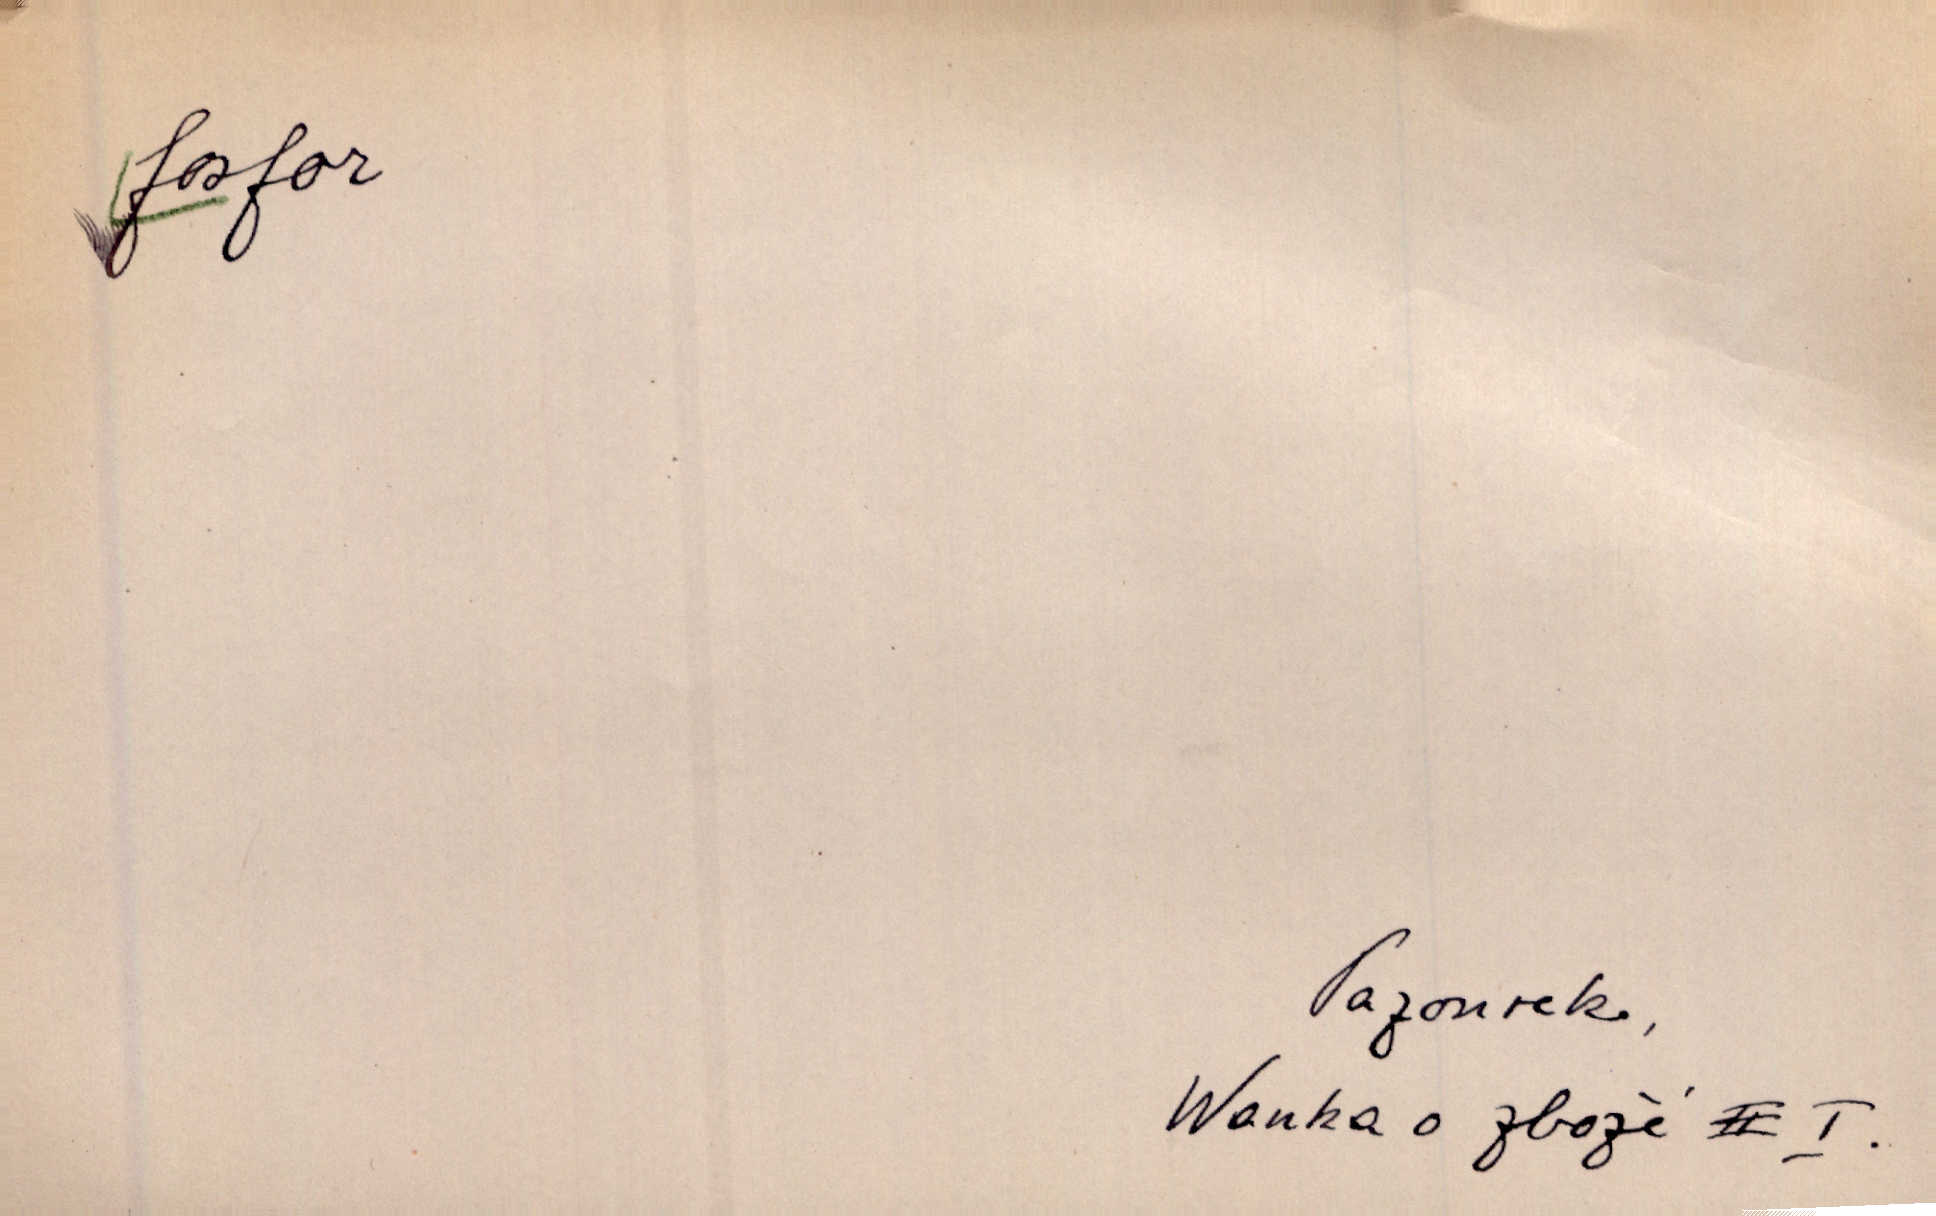 fosfor
Pazourek,
Wanka o zboží II I.